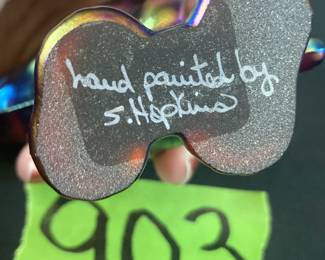 hand painted by
S. Hopkins
903